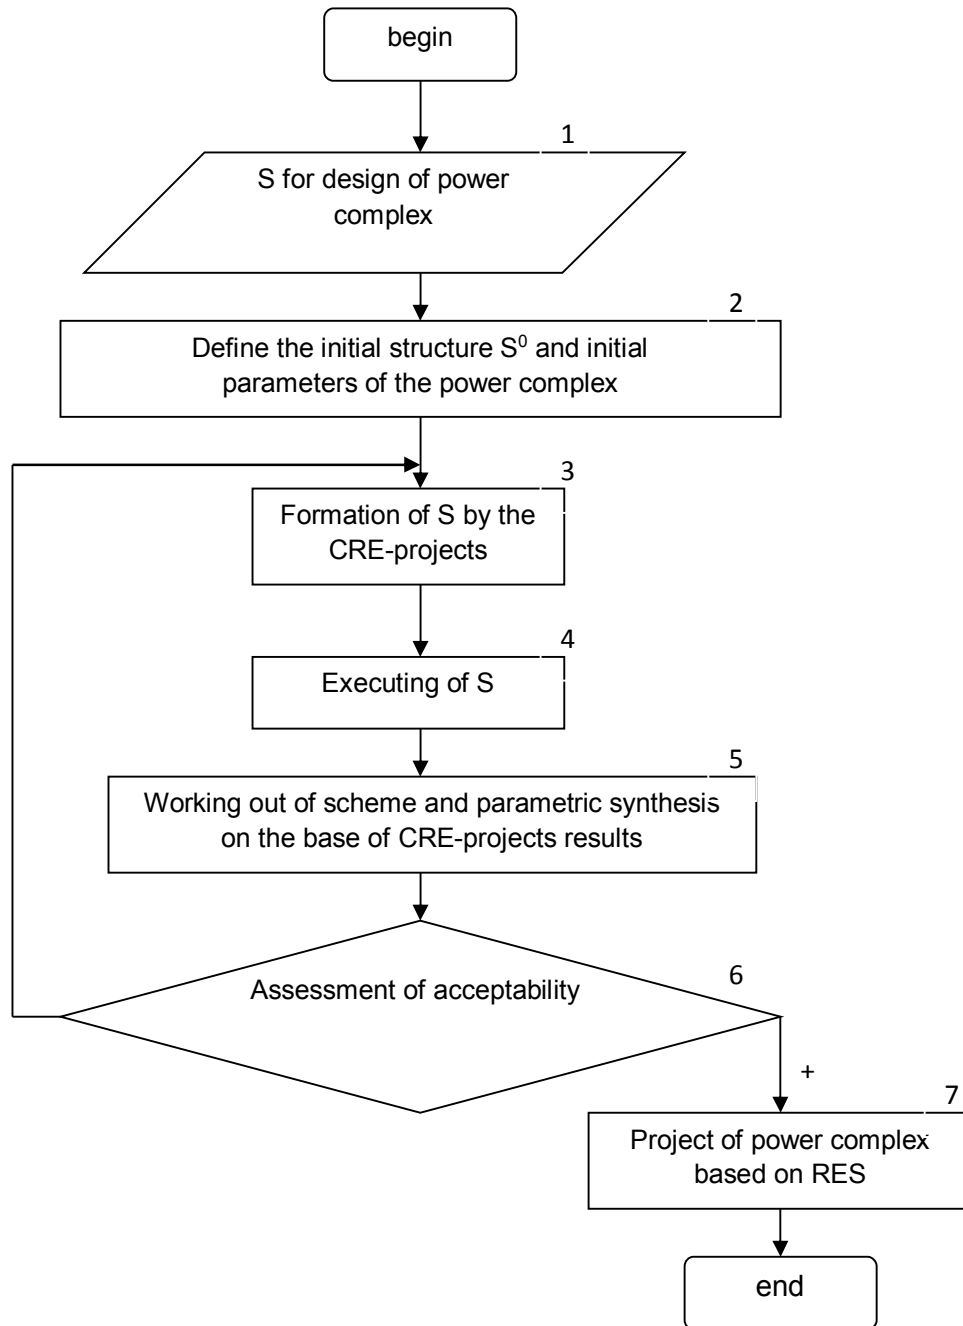 begin
1
S for design of power
complex
2
Define the initial structure S⁰ and initial
parameters of the power complex
3
Formation of S by the
CRE-projects
4
Executing of S
5
Working out of scheme and parametric synthesis
on the base of CRE-projects results
6
Assessment of acceptability
+
7
Project of power complex
based on RES
end